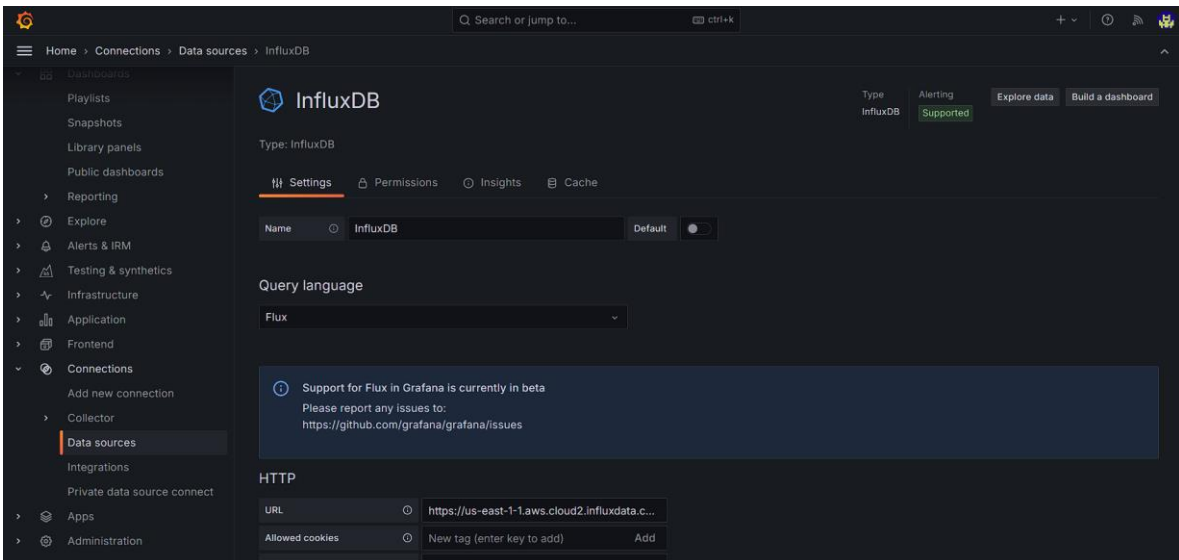 Search or jump to...
ctrl+k
Home › Connections › Data sources › InfluxDB
Dashboards
Playlists
Snapshots
Library panels
Public dashboards
Reporting
Explore
Alerts & IRM
Testing & synthetics
Infrastructure
Application
Frontend
Connections
Add new connection
Collector
Data sources
Integrations
Private data source connect
Apps
Administration
InfluxDB
Type: InfluxDB
Type
InfluxDB
Alerting
Supported
Explore data
Build a dashboard
Settings
Permissions
Insights
Cache
Name
InfluxDB
Default
Query language
Flux
Support for Flux in Grafana is currently in beta
Please report any issues to:
https://github.com/grafana/grafana/issues
HTTP
URL
https://us-east-1-1.aws.cloud2.influxdata.c...
Allowed cookies
New tag (enter key to add)
Add